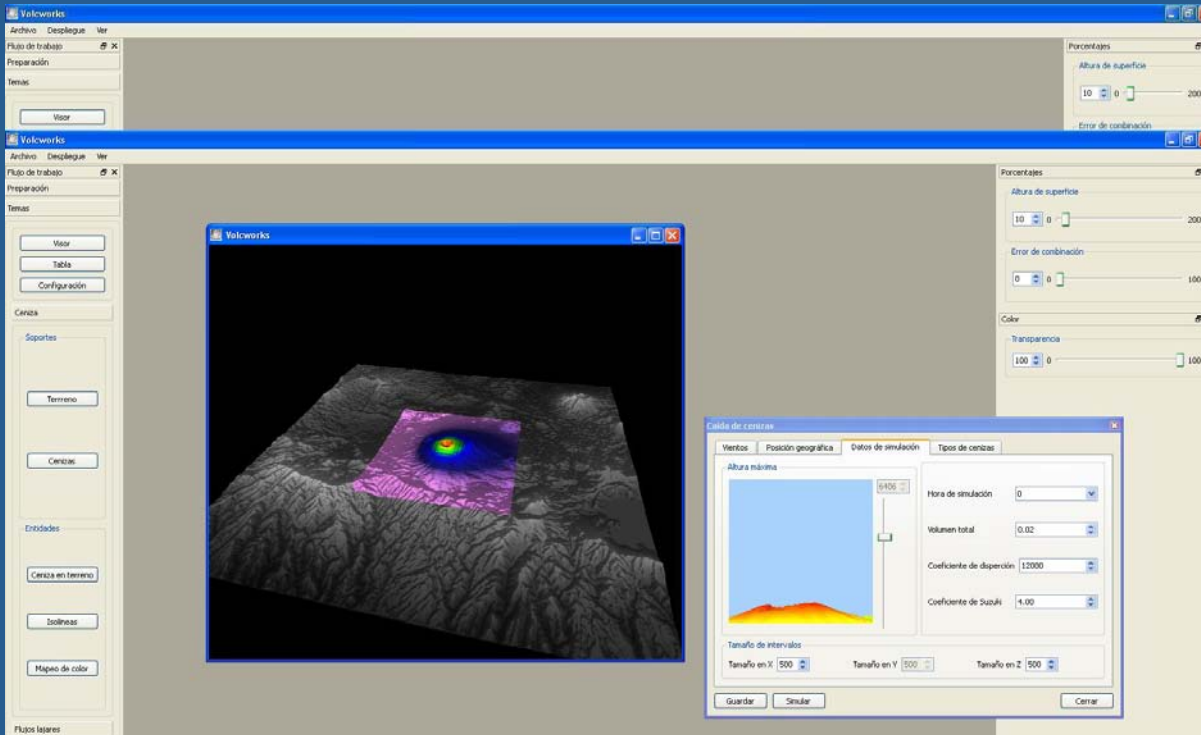 Volcworks
Archivo Despliegue Ver
Flujo de trabajo
Preparación
Temas
Visor
Porcentajes
Altura de superficie
10 0 200
Error de combinación
Volcworks
Archivo Despliegue Ver
Flujo de trabajo
Preparación
Temas
Visor
Tabla
Configuración
Ceniza
Soportes
Terrreno
Cenizas
Entidades
Ceniza en terreno
Isolíneas
Mapeo de color
Flujos lajares
Volcworks
Porcentajes
Altura de superficie
10 0 200
Error de combinación
0 0 100
Color
Transparencia
100 0 100
Caída de cenizas
Vientos Posición geográfica Datos de simulación Tipos de cenizas
Altura máxima
6406
Hora de simulación 0
Volumen total 0.02
Coeficiente de disperción 12000
Coeficiente de Suzuki 4.00
Tamaño de intervalos
Tamaño en X 500 Tamaño en Y 500 Tamaño en Z 500
Guardar Simular Cerrar